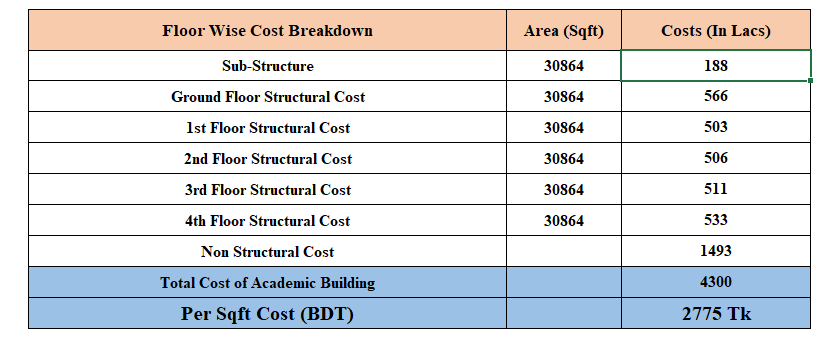 Floor Wise Cost Breakdown Area (Sqft) Costs (In Lacs)
Sub-Structure 30864 188
Ground Floor Structural Cost 30864 566
1st Floor Structural Cost 30864 503
2nd Floor Structural Cost 30864 506
3rd Floor Structural Cost 30864 511
4th Floor Structural Cost 30864 533
Non Structural Cost 1493
Total Cost of Academic Building 4300
Per Sqft Cost (BDT) 2775 Tk